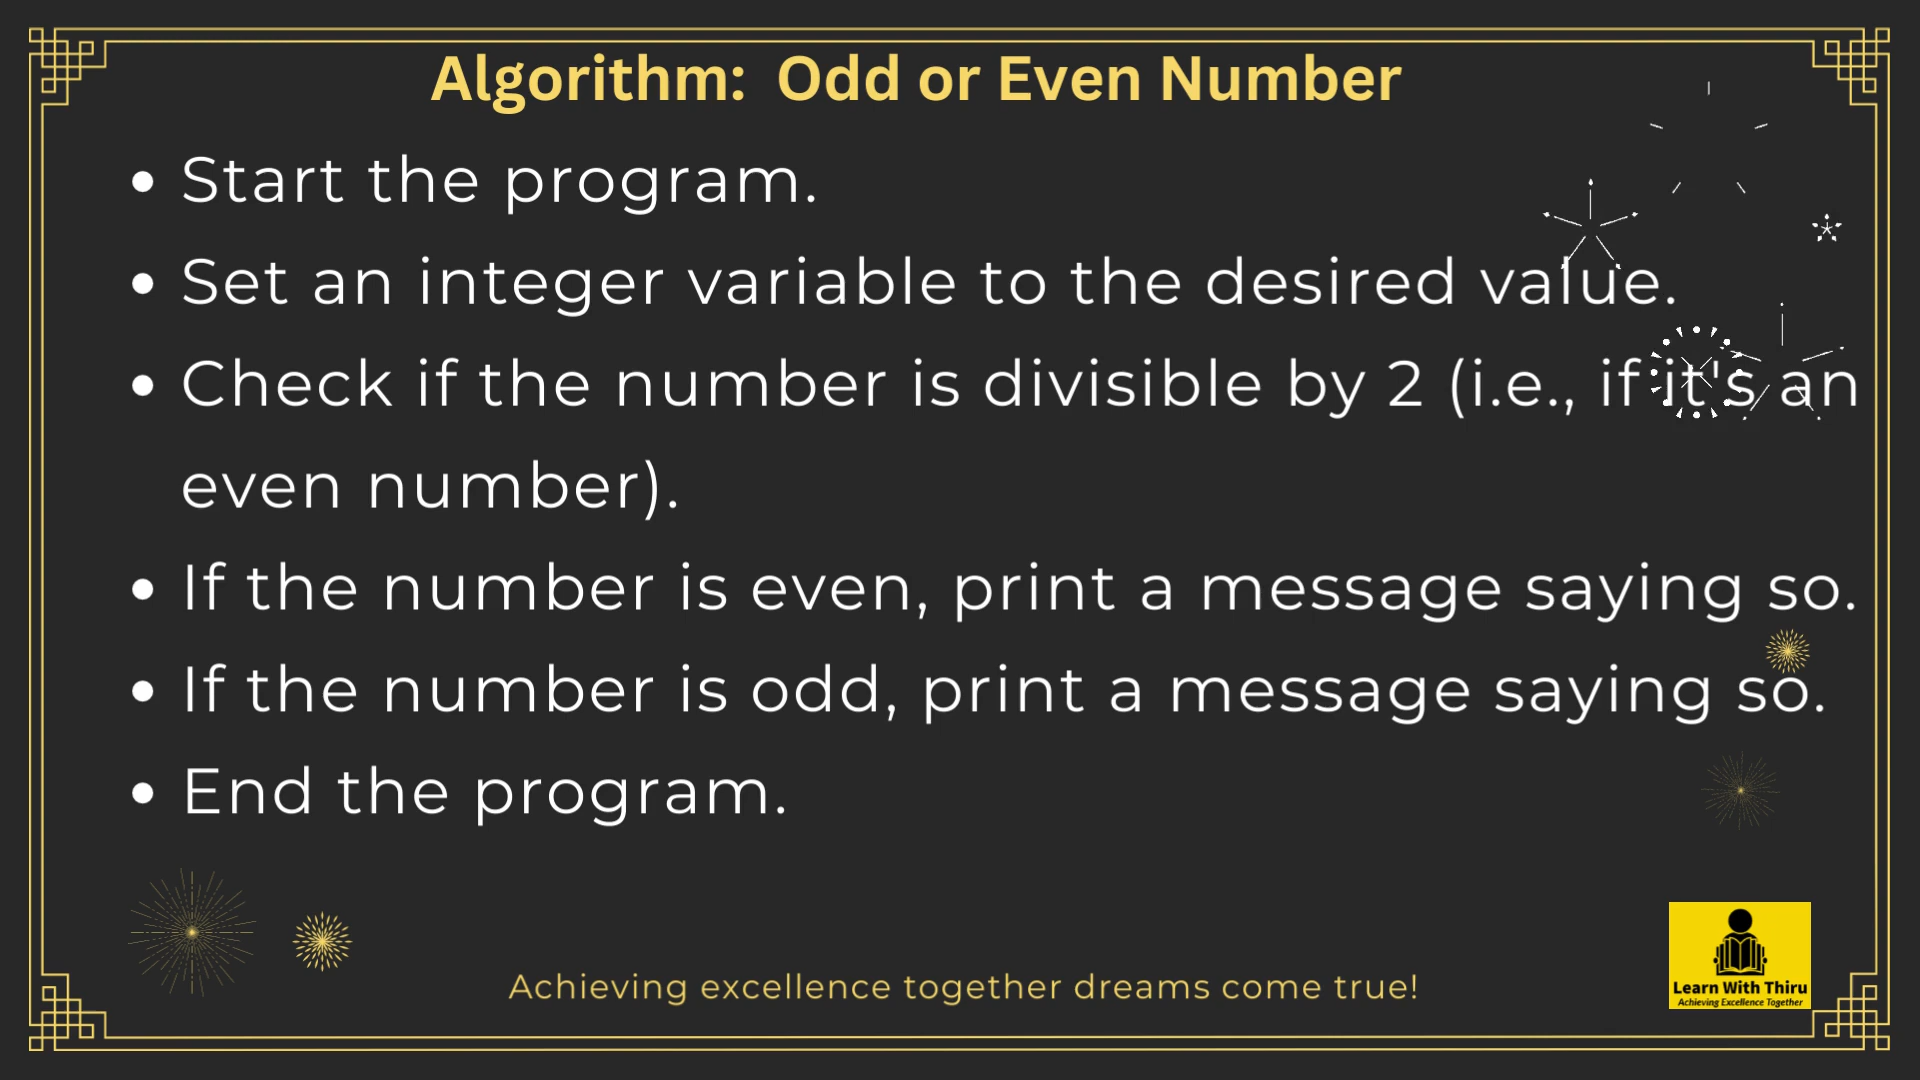 Algorithm: Odd or Even Number
• Start the program.
• Set an integer variable to the desired value.
• Check if the number is divisible by 2 (i.e., if it's an
even number).
• If the number is even, print a message saying so.
• If the number is odd, print a message saying so.
• End the program.
Achieving excellence together dreams come true!
Learn With Thiru
Achieving Excellence Together